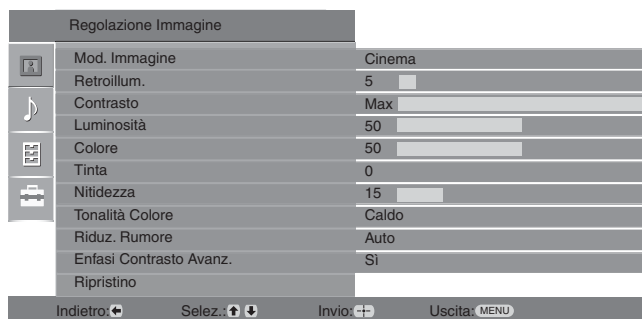 Regolazione Immagine
Mod. Immagine Cinema
Retroillum. 5
Contrasto Max
Luminosità 50
Colore 50
Tinta 0
Nitidezza 15
Tonalità Colore Caldo
Riduz. Rumore Auto
Enfasi Contrasto Avanz. Sì
Ripristino
Indietro: Selez.: Invio: Uscita: MENU